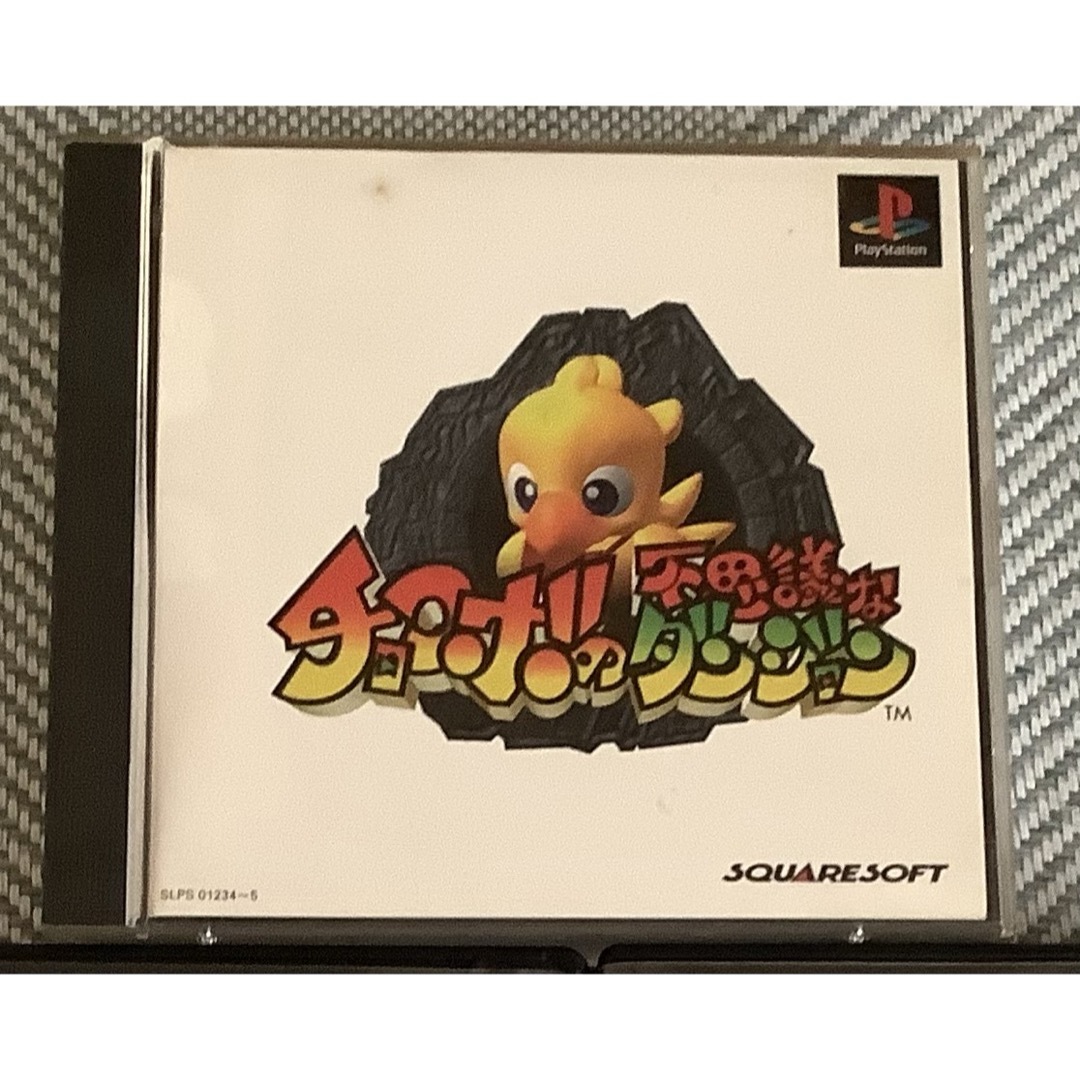 PlayStation
チョコボの
不思議な
ダンジョン
TM
SQUARESOFT
SLPS 01234～5